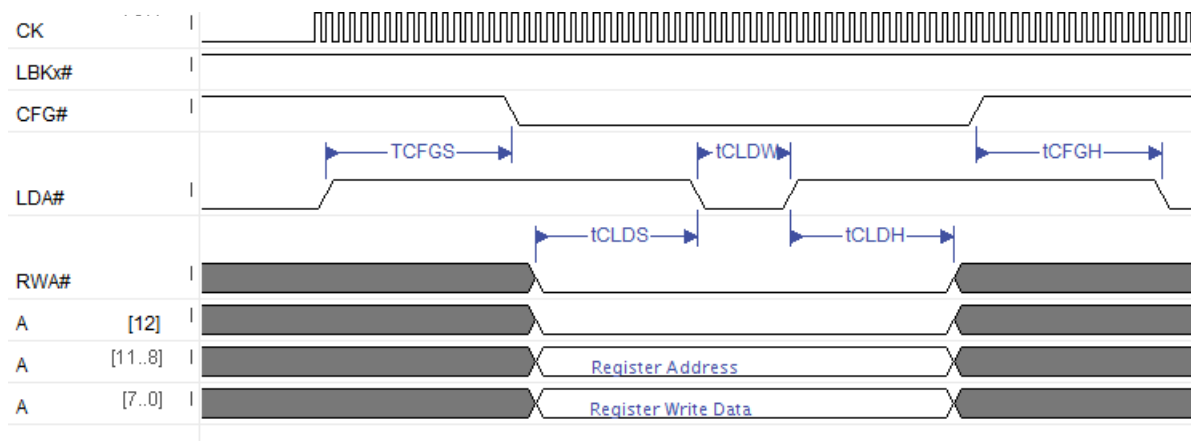 CK
LBKx#
CFG#
TCFGS tCLDW tCFGH
LDA#
tCLDS tCLDH
RWA#
A [12]
A [11..8] Register Address
A [7..0] Register Write Data